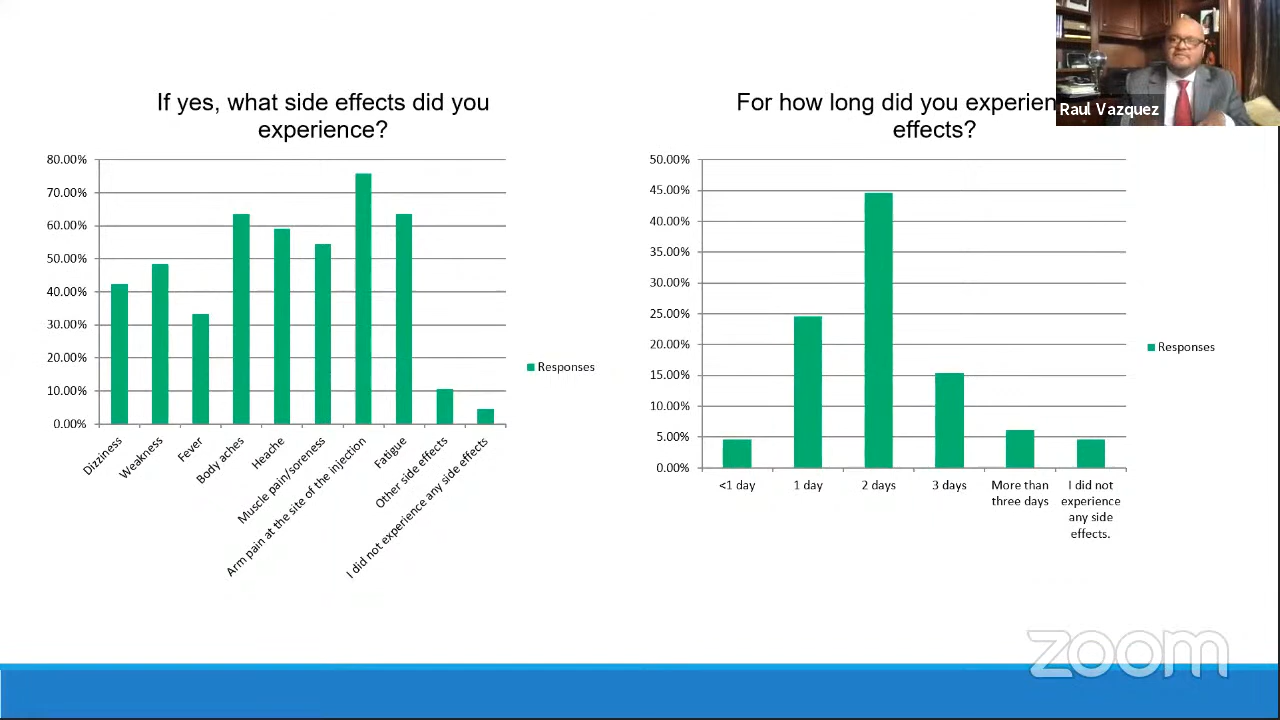 If yes, what side effects did you
experience?
80.00%
70.00%
60.00%
50.00%
40.00%
30.00%
20.00%
10.00%
0.00%
Dizziness
Weakness
Fever
Body aches
Heache
Muscle pain/soreness
Arm pain at the site of the injection
Fatigue
Other side effects
I did not experience any side effects
Responses
For how long did you experien
effects?
50.00%
45.00%
40.00%
35.00%
30.00%
25.00%
20.00%
15.00%
10.00%
5.00%
0.00%
<1 day
1 day
2 days
3 days
More than
three days
I did not
experience
any side
effects.
Responses
Raul Vazquez
zoom